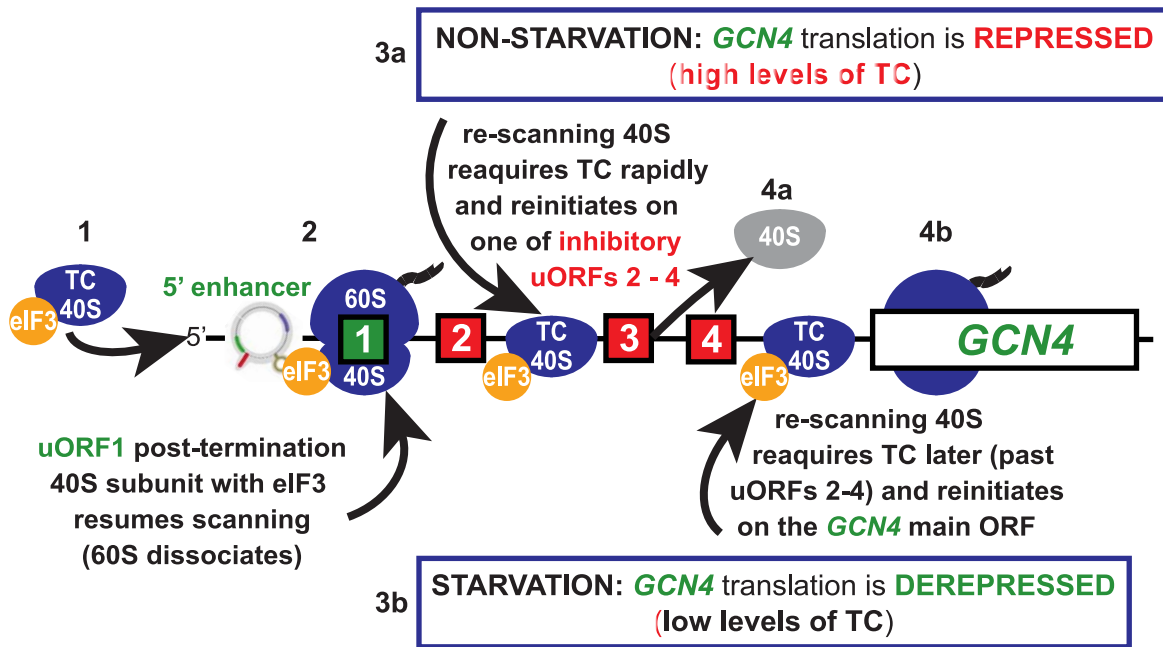 3a
NON-STARVATION: GCN4 translation is REPRESSED
(high levels of TC)
re-scanning 40S
reaquires TC rapidly
and reinitiates on
one of inhibitory
uORFs 2 - 4
1
2
4a
4b
TC
40S
eIF3
5' enhancer
5'
60S
1
40S
eIF3
2
TC
40S
eIF3
3
40S
4
TC
40S
eIF3
GCN4
uORF1 post-termination
40S subunit with eIF3
resumes scanning
(60S dissociates)
re-scanning 40S
reaquires TC later (past
uORFs 2-4) and reinitiates
on the GCN4 main ORF
3b
STARVATION: GCN4 translation is DEREPRESSED
(low levels of TC)